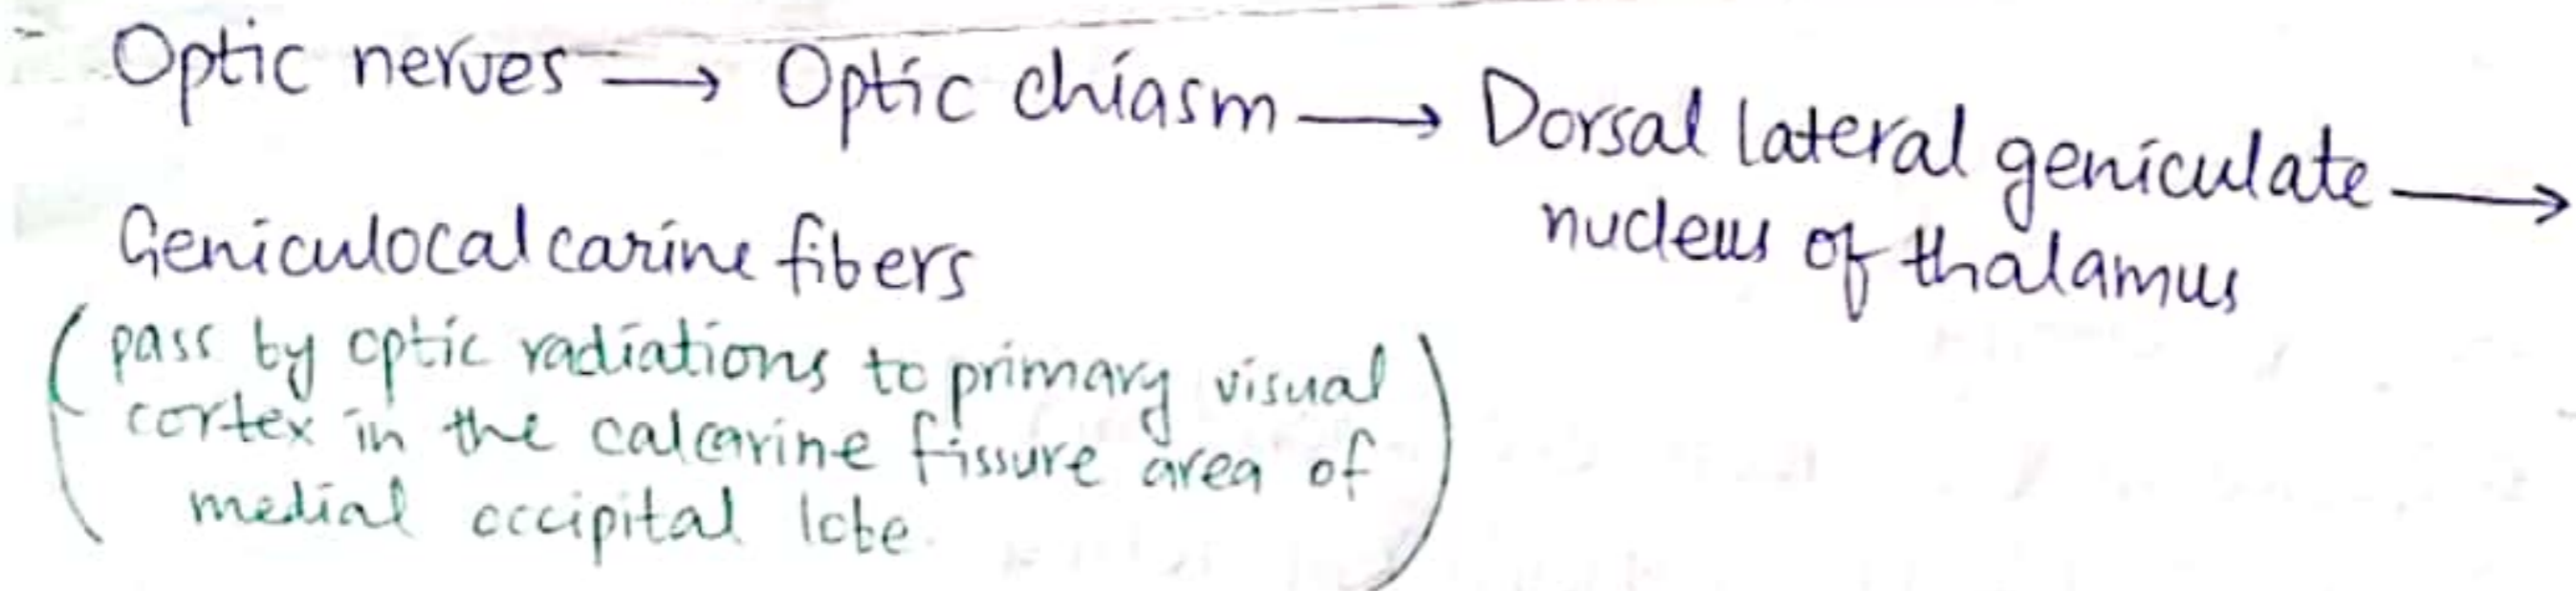 - Optic nerves → Optic chiasm → Dorsal lateral geniculate →
nucleus of thalamus
Geniculocalcarine fibers
(pass by optic radiations to primary visual
cortex in the calcarine fissure area of
medial occipital lobe.)